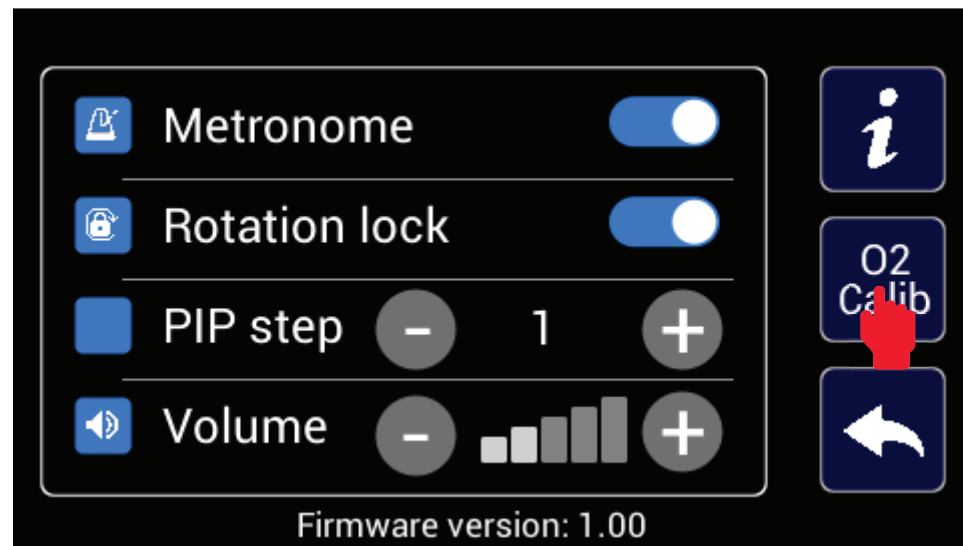 Metronome
Rotation lock
PIP step - 1 +
Volume - +
Firmware version: 1.00
i
O2
Calib